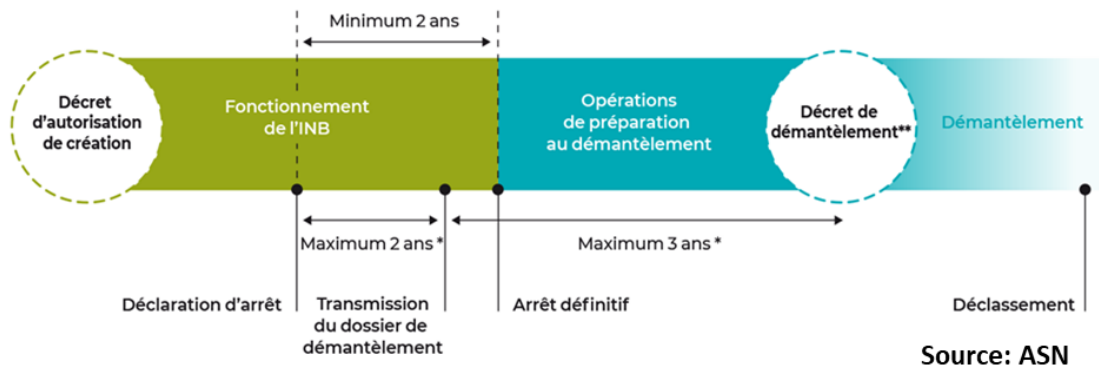 Minimum 2 ans
Décret
d'autorisation
de création
Fonctionnement
de l'INB
Opérations
de préparation
au démantèlement
Décret de
démantèlement**
Démantèlement
Maximum 2 ans *
Maximum 3 ans *
Déclaration d'arrêt
Transmission
du dossier de
démantèlement
Arrêt définitif
Déclassement
Source: ASN